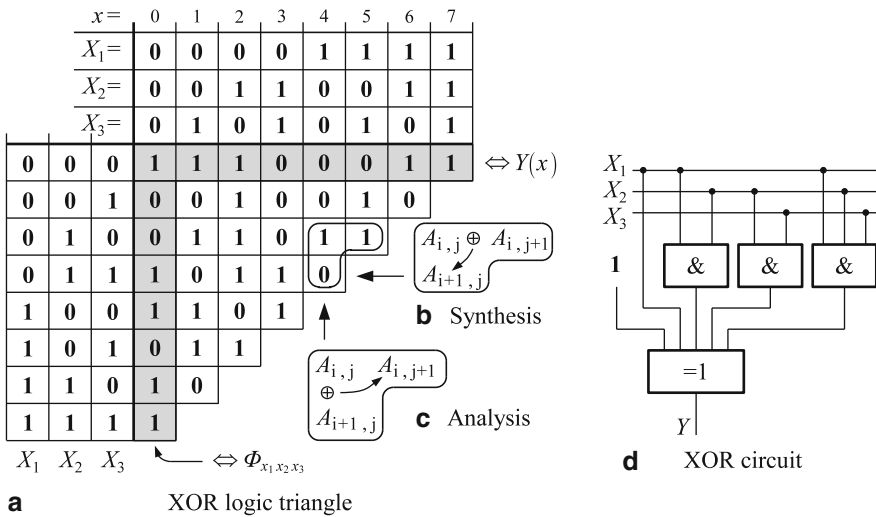 x = 0 1 2 3 4 5 6 7
X1= 0 0 0 0 1 1 1 1
X2= 0 0 1 1 0 0 1 1
X3= 0 1 0 1 0 1 0 1
0 0 0 1 1 1 0 0 0 1 1 ⇔ Y(x)
0 0 1 0 0 1 0 0 1 0
0 1 0 0 1 1 0 1 1
0 1 1 1 0 1 1 0
1 0 0 1 1 0 1
1 0 1 0 1 1
1 1 0 1 0
1 1 1 1
X1 X2 X3 ⇔ Φx1x2x3
a XOR logic triangle
Ai,j ⊕ Ai,j+1
Ai+1,j
b Synthesis
Ai,j Ai,j+1
⊕
Ai+1,j
c Analysis
X1
X2
X3
1 & & &
=1
Y
d XOR circuit